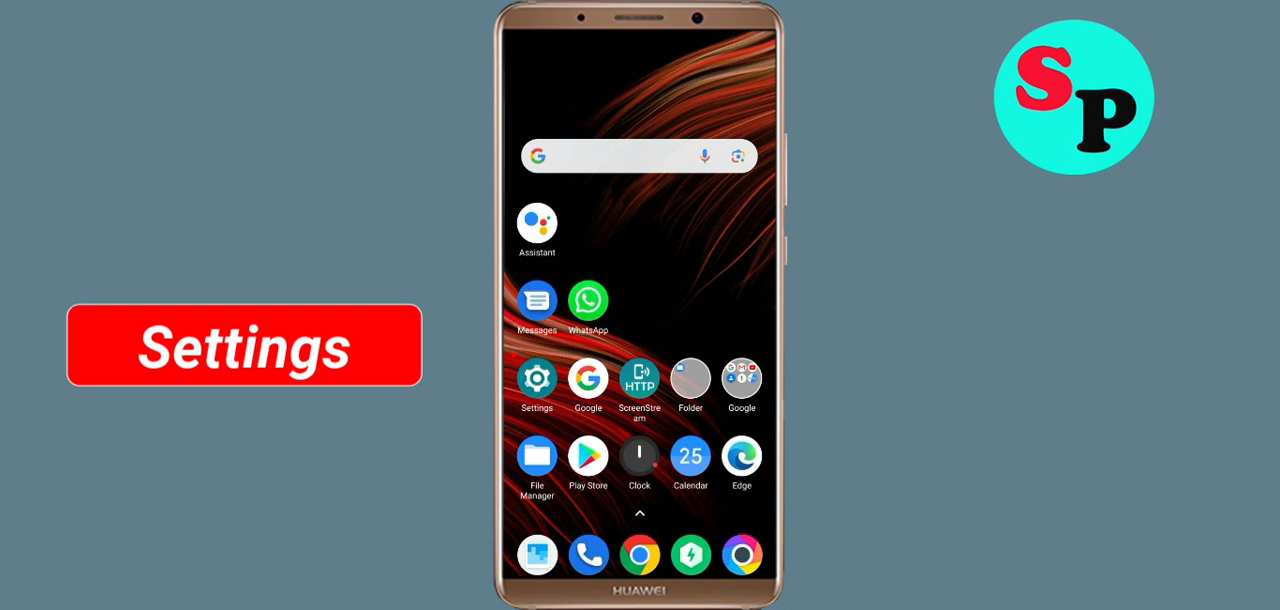 S
P
Settings
Assistant
Messages WhatsApp
HTTP
Settings Google ScreenStre Folder Google
am
25
File Play Store Clock Calendar Edge
Manager
HUAWEI